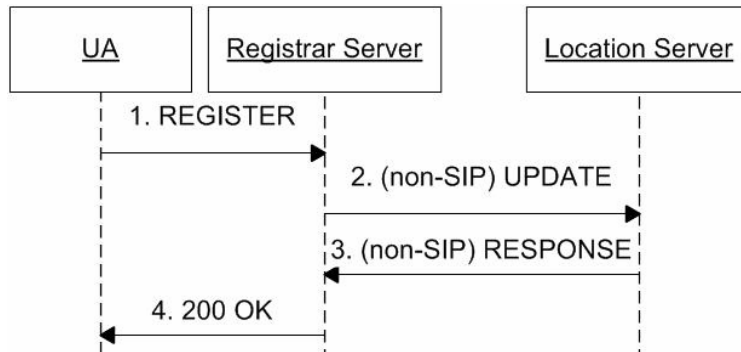 UA
Registrar Server
Location Server
1. REGISTER
2. (non-SIP) UPDATE
3. (non-SIP) RESPONSE
4. 200 OK